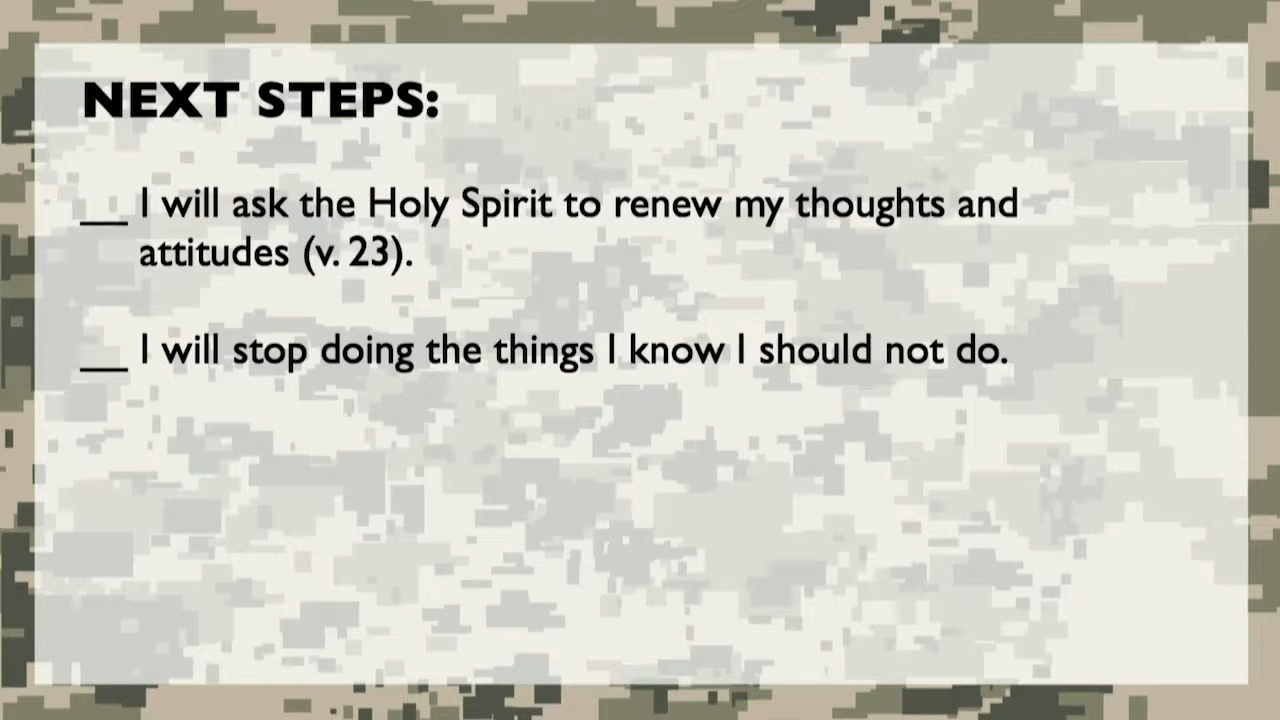 NEXT STEPS:
__ I will ask the Holy Spirit to renew my thoughts and
attitudes (v. 23).
__ I will stop doing the things I know I should not do.